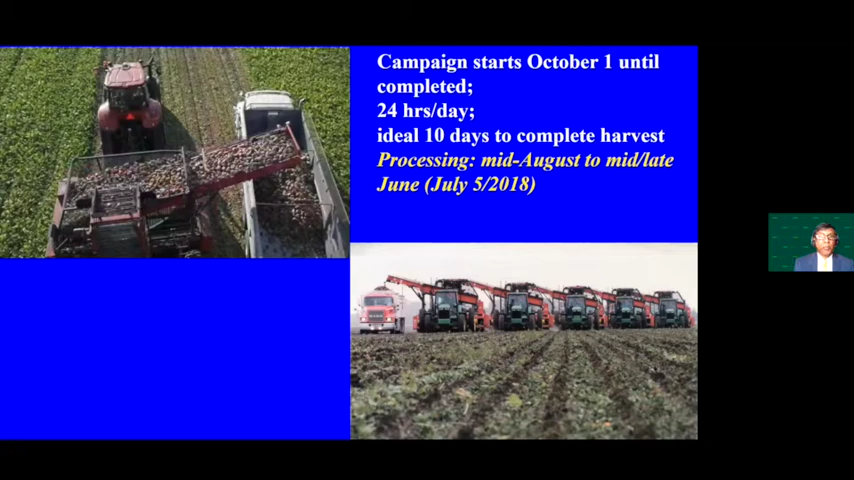 Campaign starts October 1 until
completed;
24 hrs/day;
ideal 10 days to complete harvest
Processing: mid-August to mid/late
June (July 5/2018)